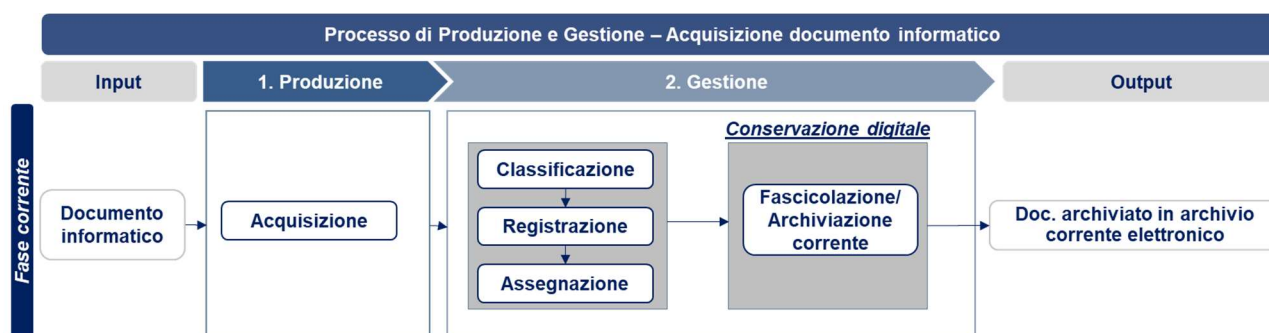 Processo di Produzione e Gestione – Acquisizione documento informatico
Input
1. Produzione
2. Gestione
Output
Fase corrente
Documento
informatico
Acquisizione
Classificazione
Registrazione
Assegnazione
Conservazione digitale
Fascicolazione/
Archiviazione
corrente
Doc. archiviato in archivio
corrente elettronico